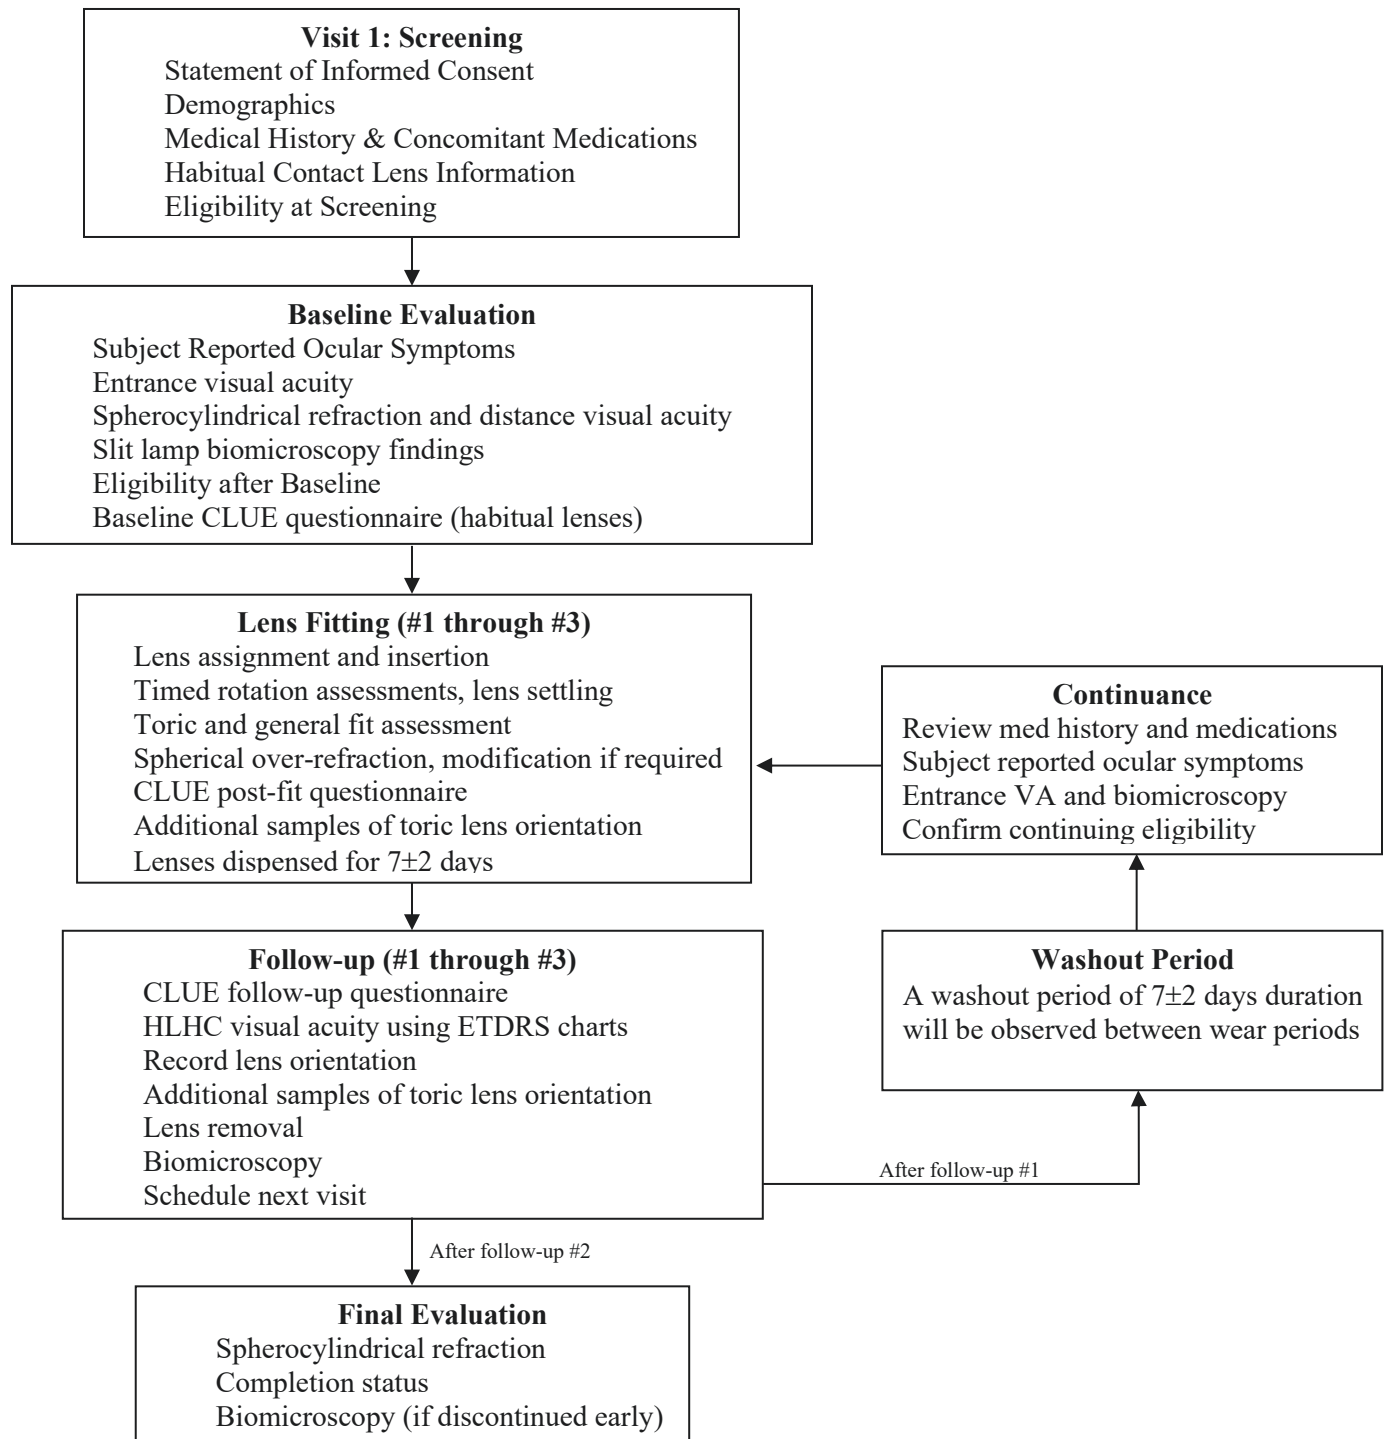 Visit 1: Screening
Statement of Informed Consent
Demographics
Medical History & Concomitant Medications
Habitual Contact Lens Information
Eligibility at Screening
Baseline Evaluation
Subject Reported Ocular Symptoms
Entrance visual acuity
Spherocylindrical refraction and distance visual acuity
Slit lamp biomicroscopy findings
Eligibility after Baseline
Baseline CLUE questionnaire (habitual lenses)
Lens Fitting (#1 through #3)
Lens assignment and insertion
Timed rotation assessments, lens settling
Toric and general fit assessment
Spherical over-refraction, modification if required
CLUE post-fit questionnaire
Additional samples of toric lens orientation
Lenses dispensed for 7±2 days
Continuance
Review med history and medications
Subject reported ocular symptoms
Entrance VA and biomicroscopy
Confirm continuing eligibility
Follow-up (#1 through #3)
CLUE follow-up questionnaire
HLHC visual acuity using ETDRS charts
Record lens orientation
Additional samples of toric lens orientation
Lens removal
Biomicroscopy
Schedule next visit
Washout Period
A washout period of 7±2 days duration
will be observed between wear periods
After follow-up #1
After follow-up #2
Final Evaluation
Spherocylindrical refraction
Completion status
Biomicroscopy (if discontinued early)